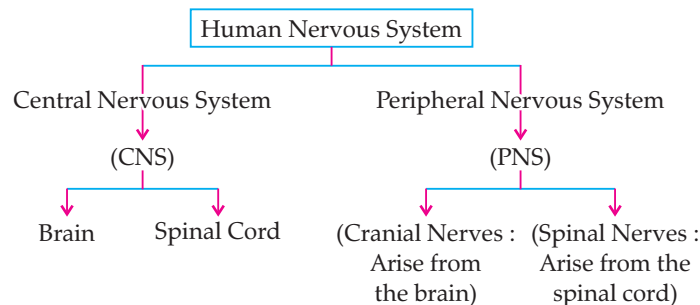 Human Nervous System
Central Nervous System
Peripheral Nervous System
(CNS)
(PNS)
Brain
Spinal Cord
(Cranial Nerves :
Arise from
the brain)
(Spinal Nerves :
Arise from the
spinal cord)